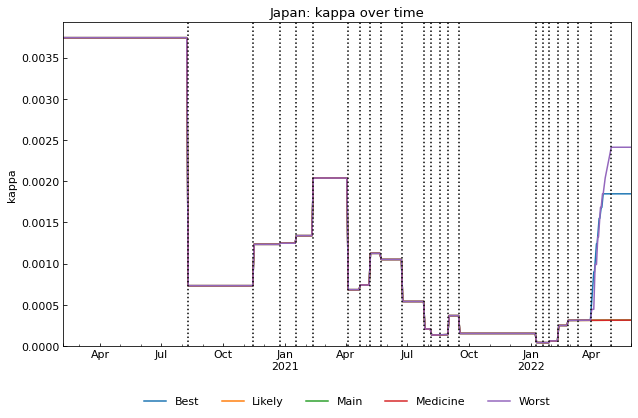 Japan: kappa over time
kappa
0.0035
0.0030
0.0025
0.0020
0.0015
0.0010
0.0005
0.0000
Apr Jul Oct Jan Apr Jul Oct Jan Apr
2021 2022
Best Likely Main Medicine Worst